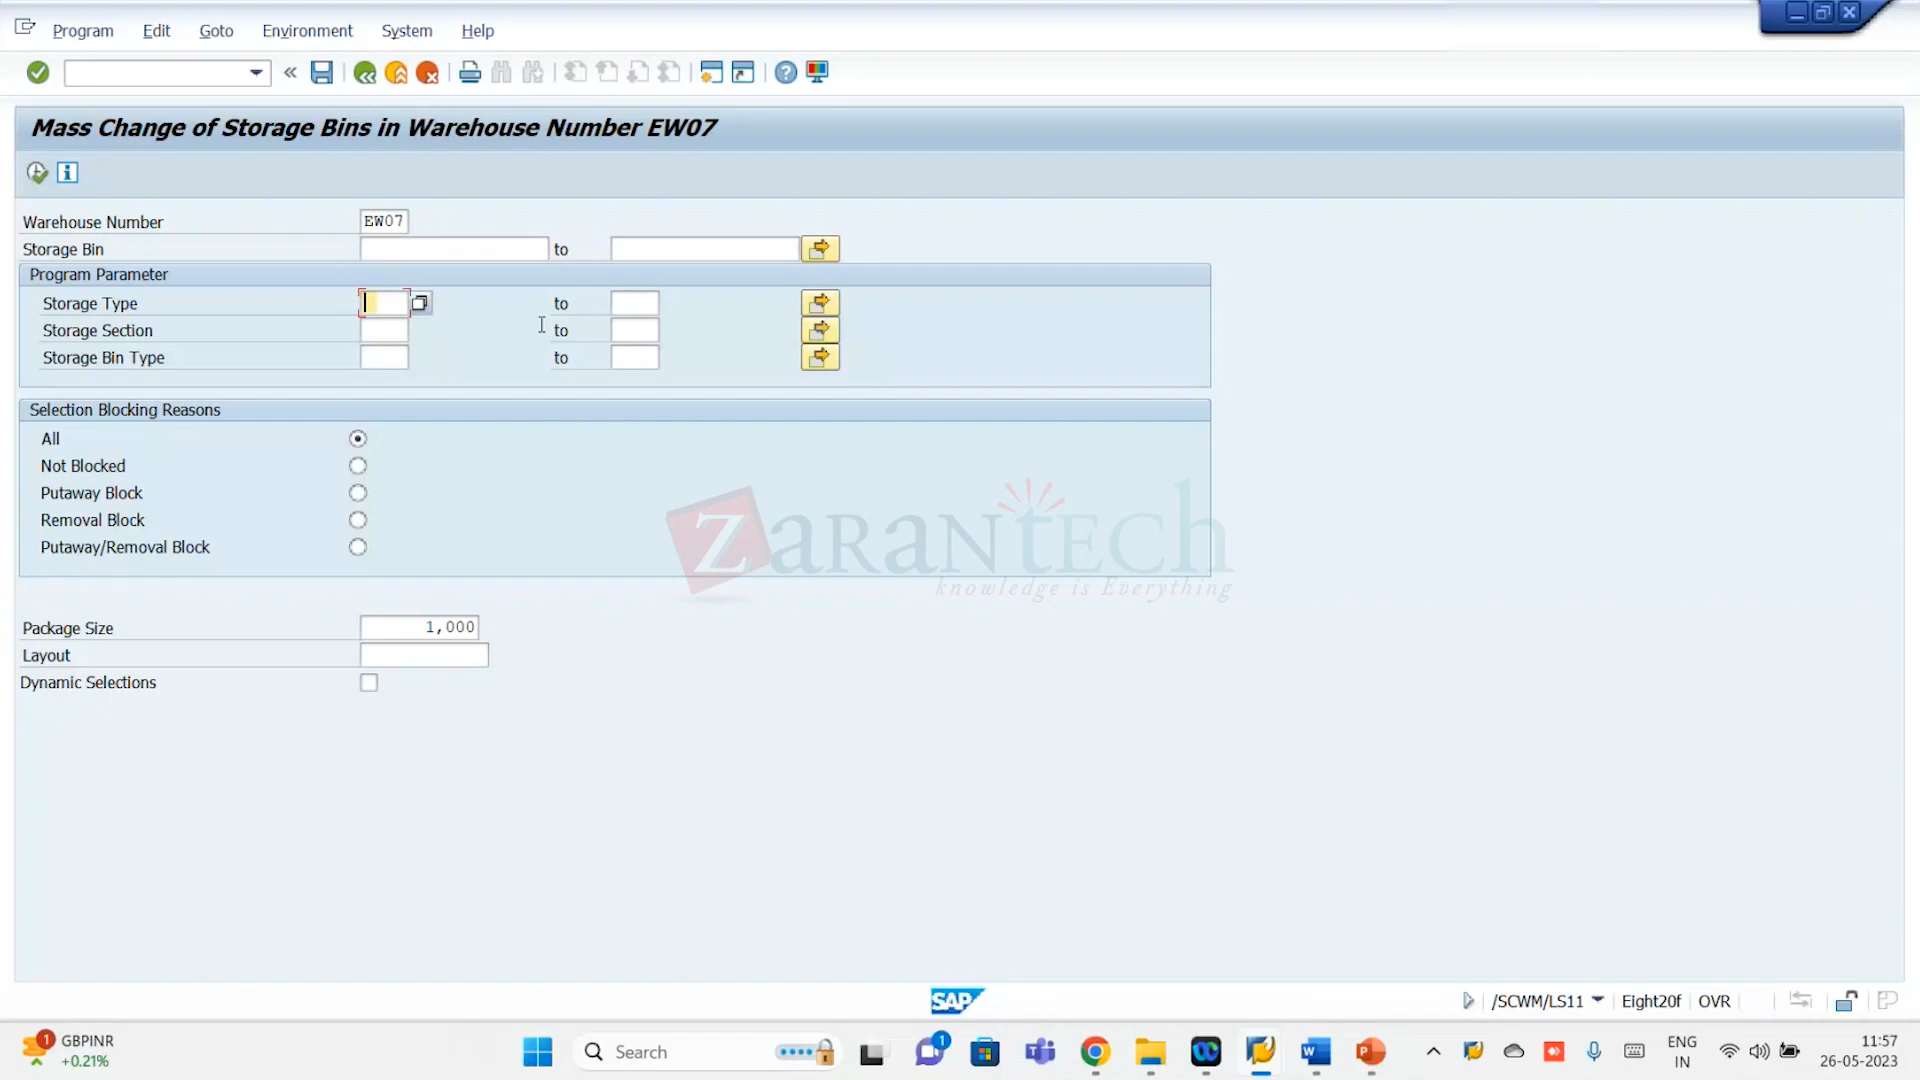 Program Edit Goto Environment System Help
Mass Change of Storage Bins in Warehouse Number EW07
Warehouse Number EW07
Storage Bin to
Program Parameter
Storage Type to
Storage Section to
Storage Bin Type to
Selection Blocking Reasons
All
Not Blocked
Putaway Block
Removal Block
Putaway/Removal Block
ZaranTech
knowledge is Everything
Package Size 1,000
Layout
Dynamic Selections
SAP /SCWM/LS11 Eight20f OVR
1 GBPINR
+0.21%
Search
1
ENG
IN
11:57
26-05-2023